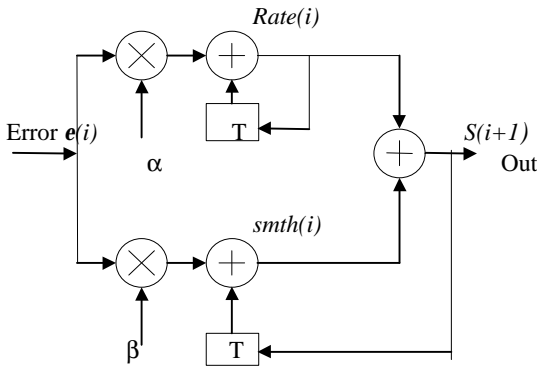 Rate(i)
T
Error e(i)
α
S(i+1)
Out
smth(i)
β
T